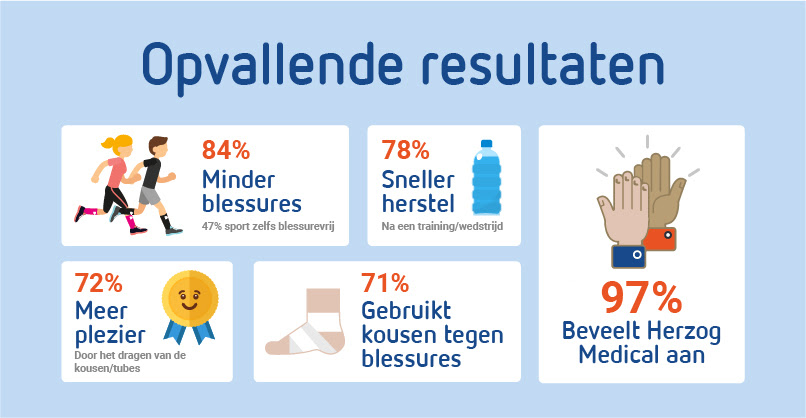 Opvallende resultaten
84%
Minder
blessures
47% sport zelfs blessurevrij
78%
Sneller
herstel
Na een training/wedstrijd
97%
Beveelt Herzog
Medical aan
72%
Meer
plezier
Door het dragen van de
kousen/tubes
71%
Gebruikt
kousen tegen
blessures